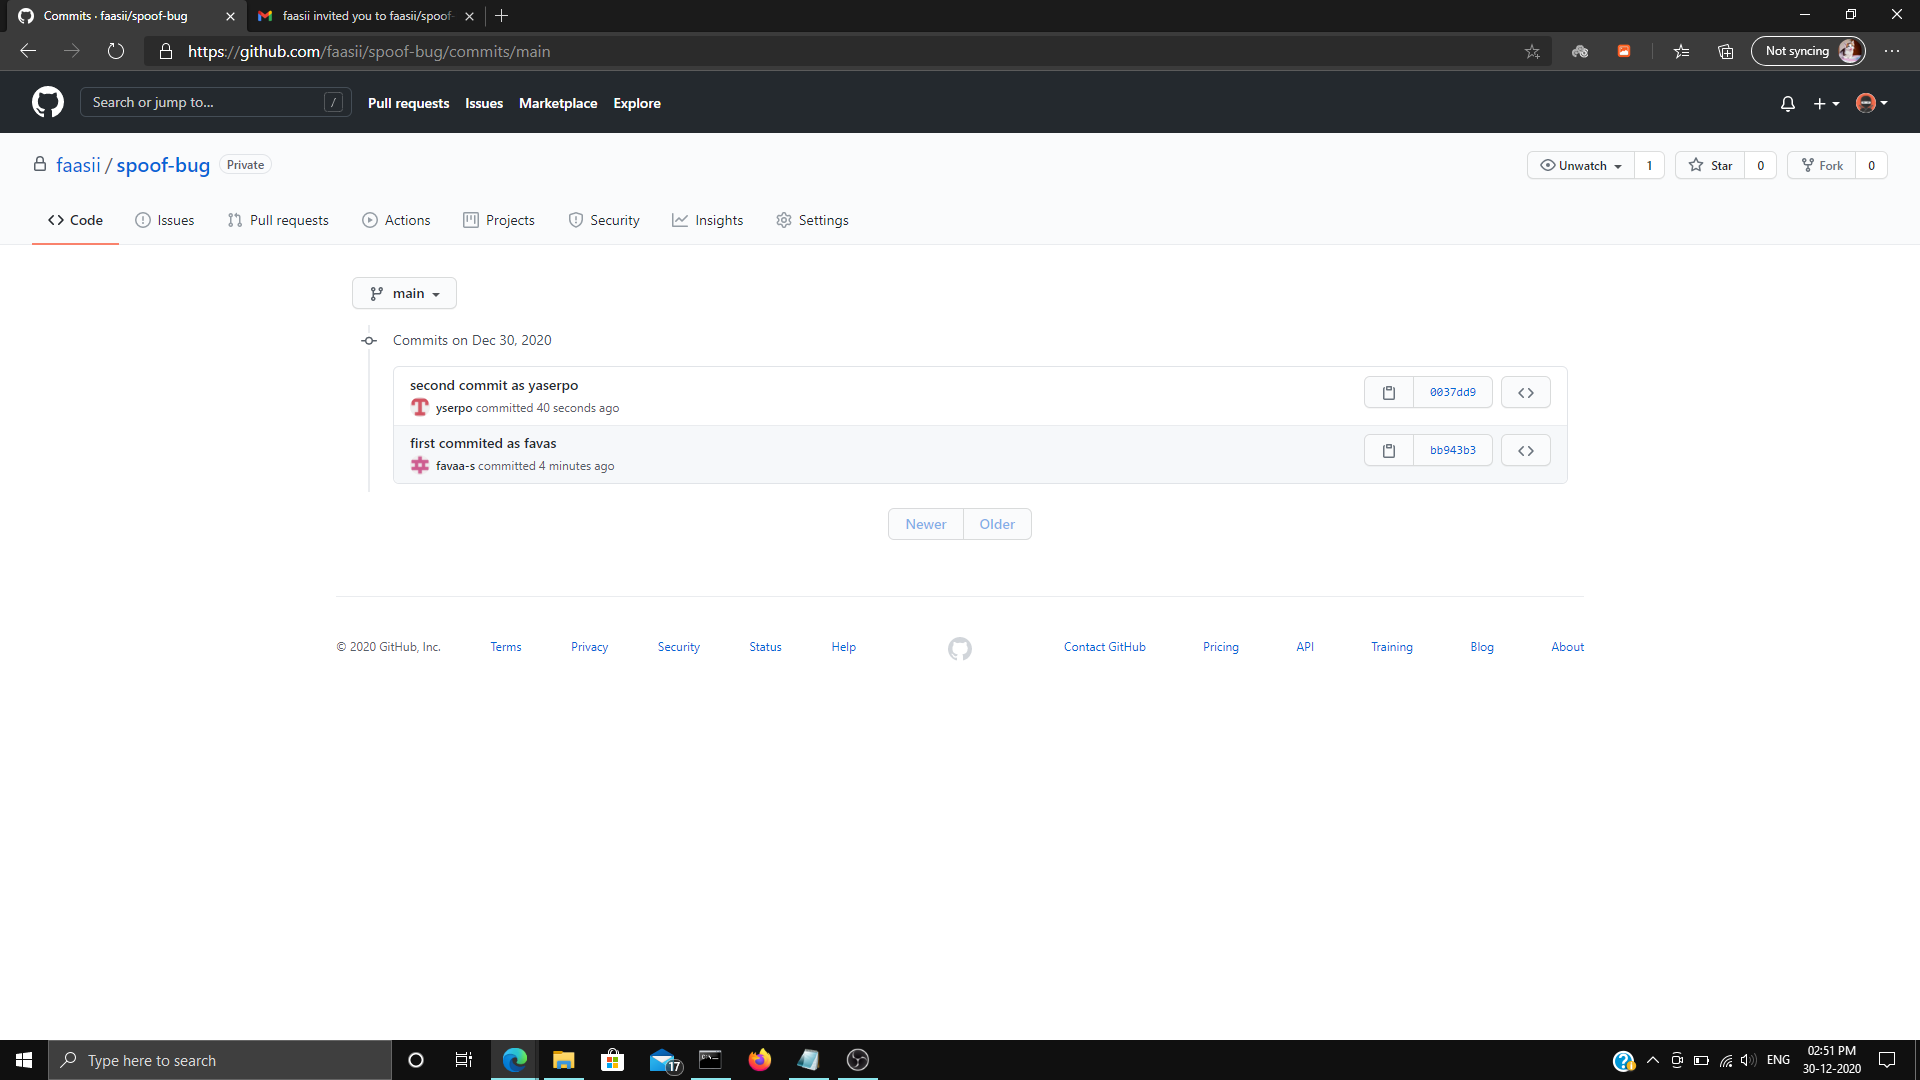 Commits · faasii/spoof-bug
faasii invited you to faasii/spoof-
https://github.com/faasii/spoof-bug/commits/main
Not syncing
Search or jump to...
/
Pull requests
Issues
Marketplace
Explore
faasii / spoof-bug
Private
Unwatch
1
Star
0
Fork
0
Code
Issues
Pull requests
Actions
Projects
Security
Insights
Settings
main
Commits on Dec 30, 2020
second commit as yaserpo
yserpo committed 40 seconds ago
0037dd9
first commited as favas
favaa-s committed 4 minutes ago
bb943b3
Newer
Older
© 2020 GitHub, Inc.
Terms
Privacy
Security
Status
Help
Contact GitHub
Pricing
API
Training
Blog
About
Type here to search
17
ENG
02:51 PM
30-12-2020